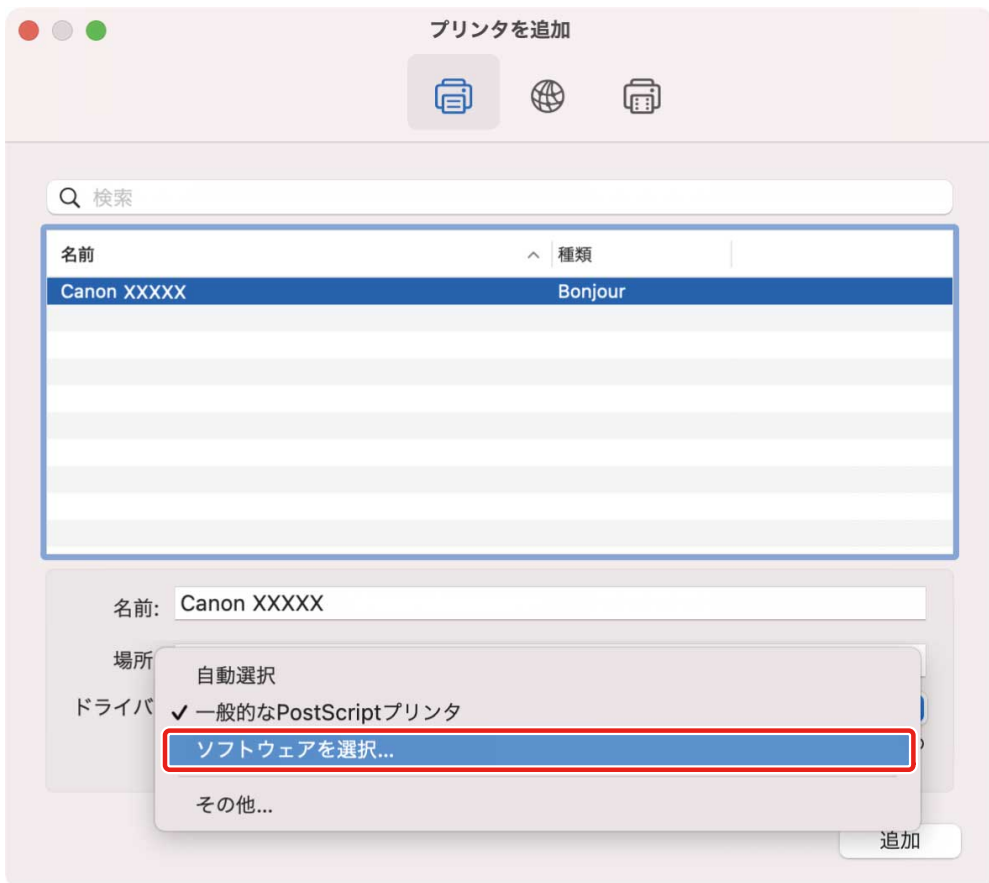 プリンタを追加
検索
名前 種類
Canon XXXXX Bonjour
名前: Canon XXXXX
場所
自動選択
ドライバ ✓ 一般的なPostScriptプリンタ
ソフトウェアを選択...
その他...
追加